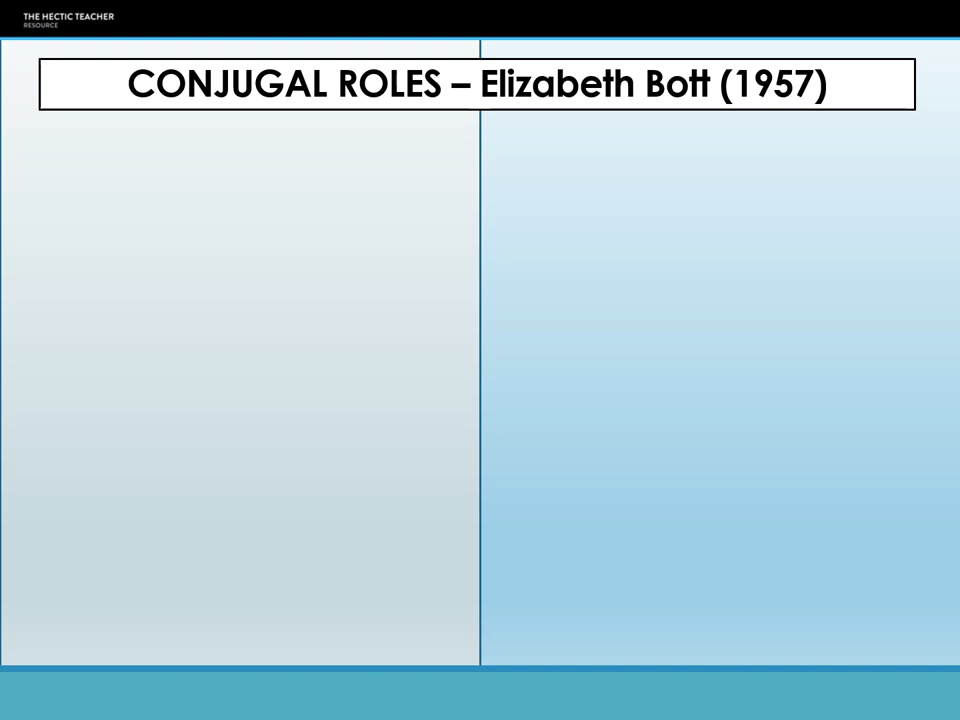 THE HECTIC TEACHER
RESOURCE
CONJUGAL ROLES – Elizabeth Bott (1957)